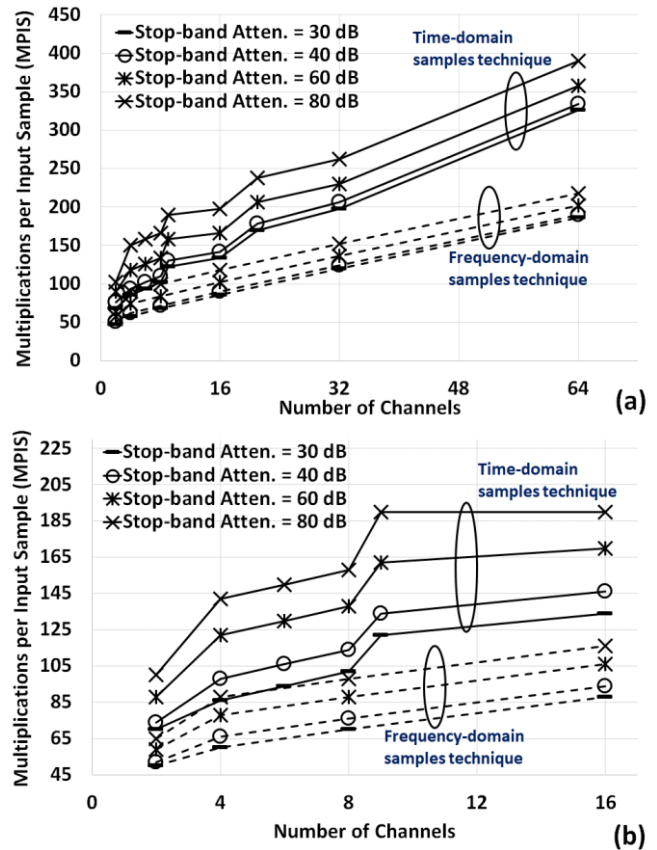 450
400
350
300
250
200
150
100
50
0
Multiplications per Input Sample (MPIS)
Stop-band Atten. = 30 dB
Stop-band Atten. = 40 dB
Stop-band Atten. = 60 dB
Stop-band Atten. = 80 dB
Time-domain
samples technique
Frequency-domain
samples technique
0 16 32 48 64
Number of Channels
(a)
225
205
185
165
145
125
105
85
65
45
Multiplications per Input Sample (MPIS)
Stop-band Atten. = 30 dB
Stop-band Atten. = 40 dB
Stop-band Atten. = 60 dB
Stop-band Atten. = 80 dB
Time-domain
samples technique
Frequency-domain
samples technique
0 4 8 12 16
Number of Channels
(b)